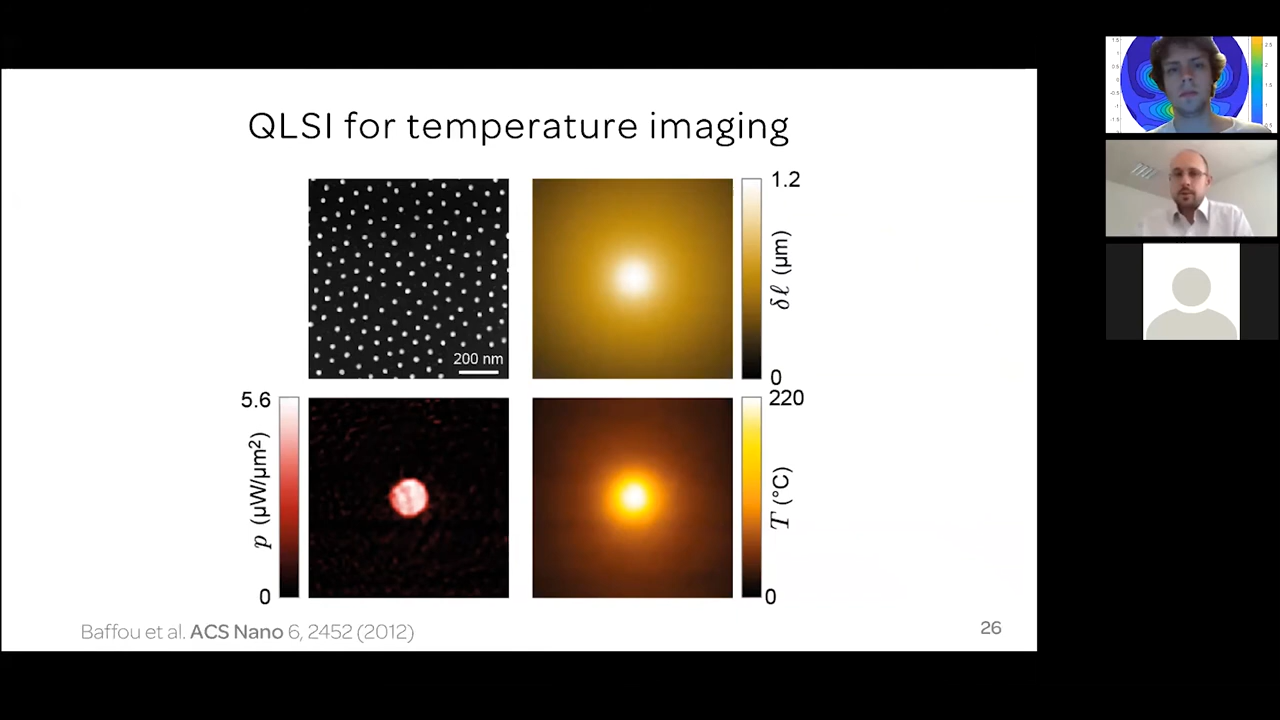 QLSI for temperature imaging
200 nm
1.2
δℓ (μm)
0
5.6
p (μW/μm²)
0
220
T (°C)
0
Baffou et al. ACS Nano 6, 2452 (2012)
26